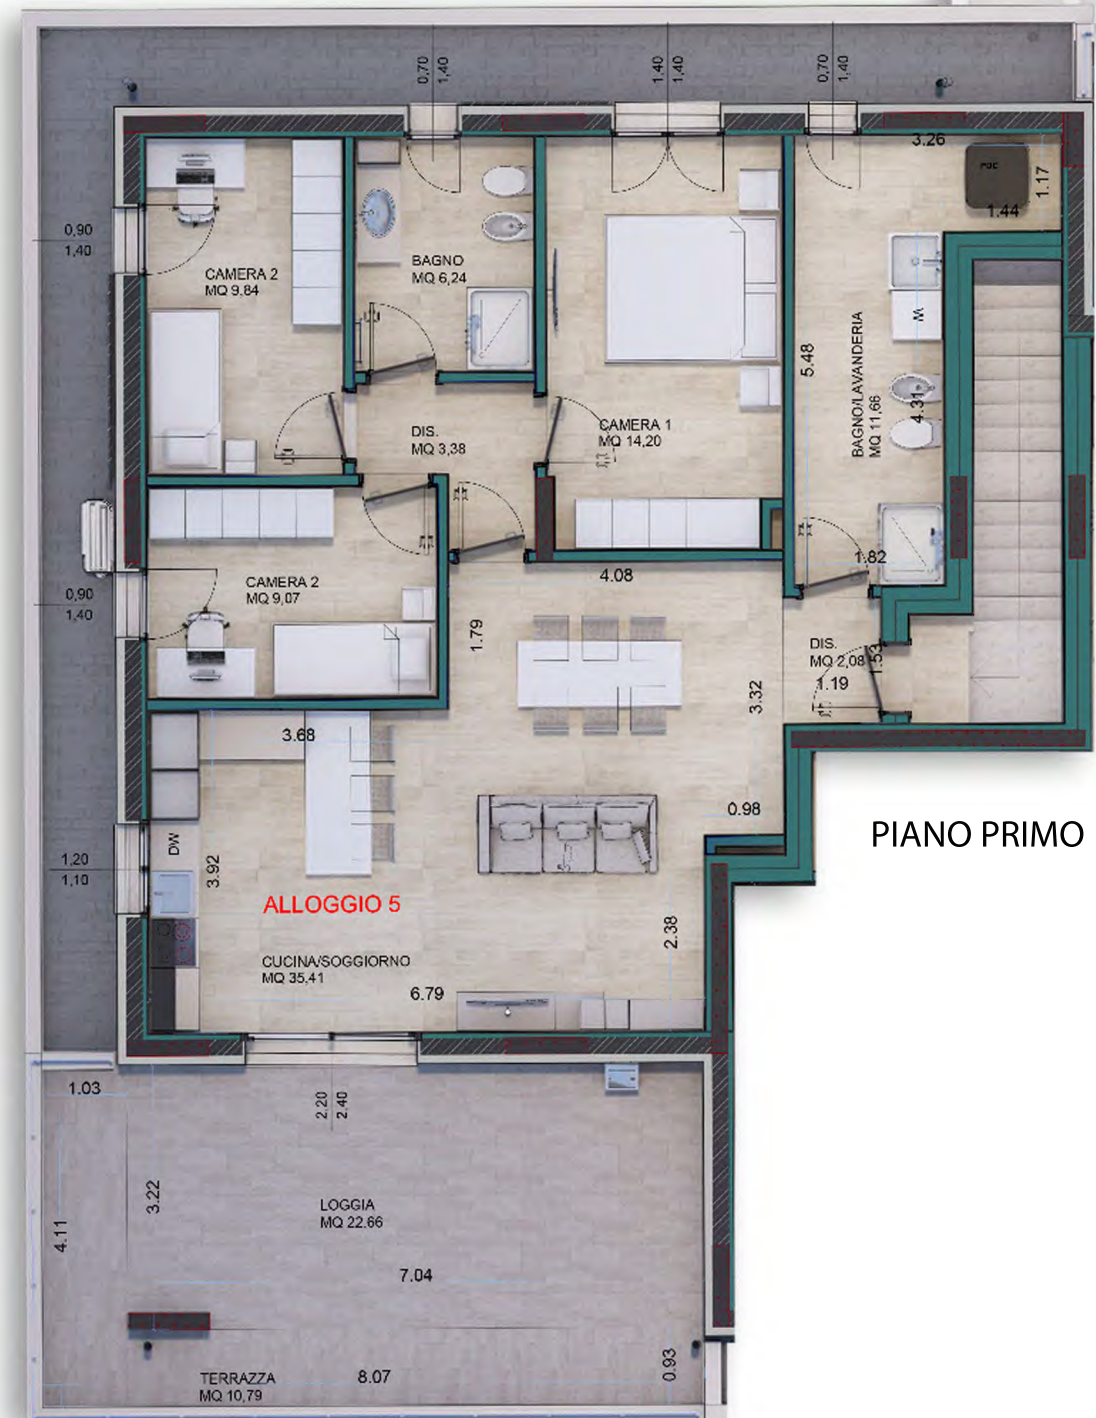 0,70
1,40
1,40
1,40
0,70
1,40
3.26
PDC
1.17
1.44
0,90
1,40
CAMERA 2
MQ 9,84
BAGNO
MQ 6,24
W
5.48
BAGNO/LAVANDERIA
MQ 11,66
4.31
DIS.
MQ 3,38
CAMERA 1
MQ 14,20
1.82
4.08
0,90
1,40
CAMERA 2
MQ 9,07
1.79
DIS.
MQ 2,08
1.53
1.19
3.32
3.68
0.98
PIANO PRIMO
1,20
1,10
DW
3.92
ALLOGGIO 5
2.38
CUCINA/SOGGIORNO
MQ 35,41
6.79
1.03
2.20
2.40
3.22
LOGGIA
MQ 22.66
4.11
7.04
0.93
TERRAZZA
MQ 10,79
8.07